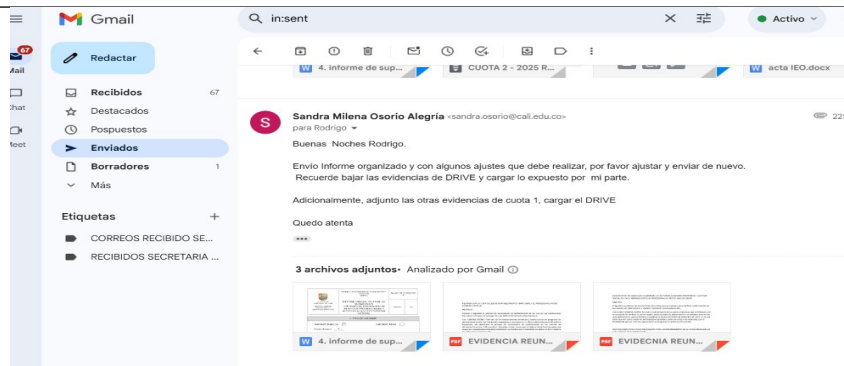 Gmail
in:sent
Activo
67
Mail
Redactar
4. informe de sup...
CUOTA 2 - 2025 R...
acta IEO.docx
Recibidos 67
Chat
Destacados
Sandra Milena Osorio Alegría <sandra.osorio@cali.edu.co>
para Rodrigo
Pospuestos
Meet
Enviados
Buenas Noches Rodrigo.
Borradores 1
Envío Informe organizado y con algunos ajustes que debe realizar, por favor ajustar y enviar de nuevo.
Más
Recuerde bajar las evidencias de DRIVE y cargar lo expuesto por mi parte.
Adicionalmente, adjunto las otras evidencias de cuota 1, cargar el DRIVE
Etiquetas +
Quedo atenta
CORREOS RECIBIDO SE...
RECIBIDOS SECRETARIA ...
3 archivos adjuntos • Analizado por Gmail
4. informe de sup...
PDF EVIDENCIA REUN...
PDF EVIDECNIA REUN...